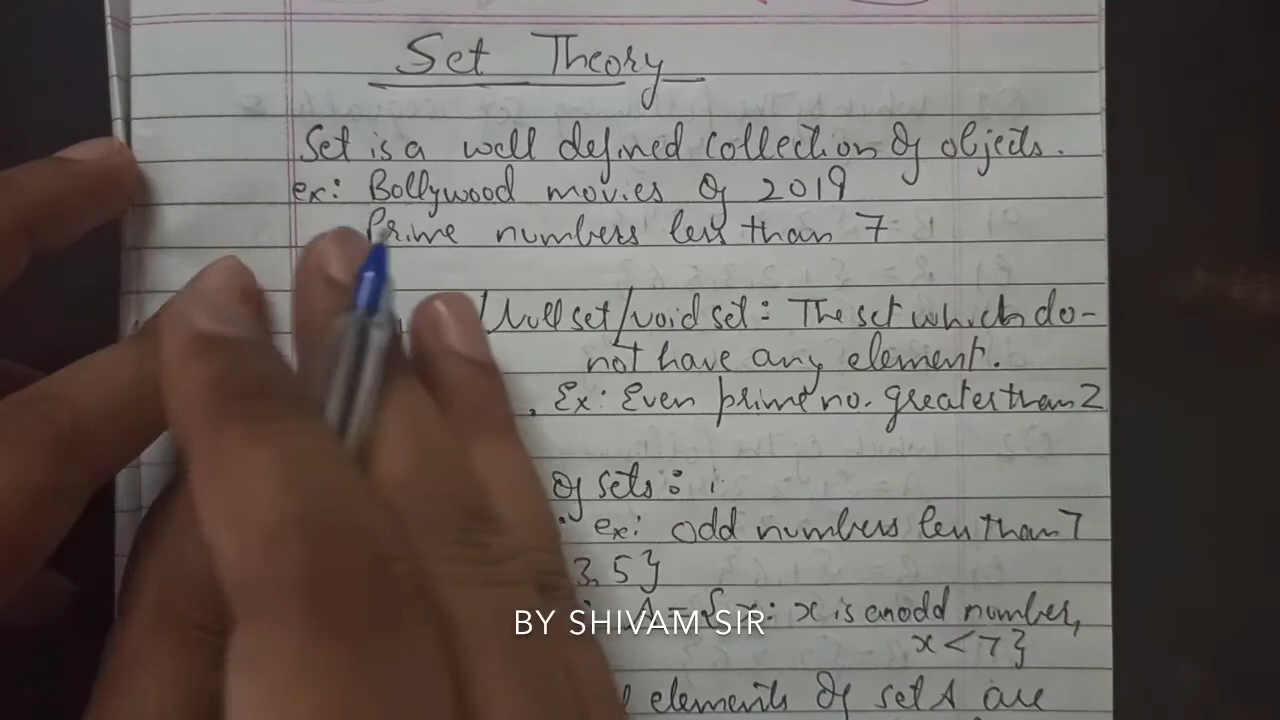 Set Theory
Set is a well defined collection of objects.
ex: Bollywood movies of 2019
Prime numbers less than 7
/Null set/void set: The set which do-
not have any element.
Ex: Even prime no. greater than 2
of sets: i
ex: odd numbers less than 7
3, 5}
A = {x: x is an odd number,
x < 7}
BY SHIVAM SIR
elements of set A are